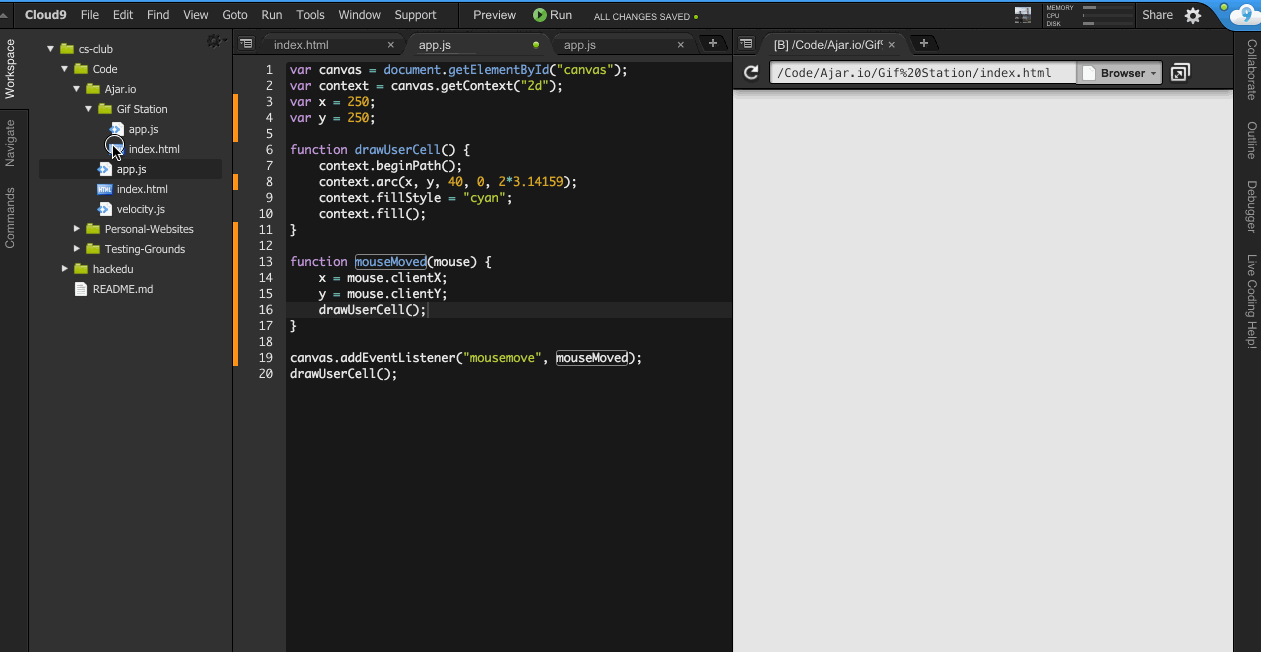 Cloud9 File Edit Find View Goto Run Tools Window Support Preview Run ALL CHANGES SAVED MEMORY CPU DISK Share 9
Workspace
Navigate
Commands
cs-club
Code
Ajar.io
Gif Station
app.js
index.html
app.js
HTML index.html
velocity.js
Personal-Websites
Testing-Grounds
hackedu
README.md
index.html × app.js app.js × +
1 var canvas = document.getElementById("canvas");
2 var context = canvas.getContext("2d");
3 var x = 250;
4 var y = 250;
5
6 function drawUserCell() {
7 context.beginPath();
8 context.arc(x, y, 40, 0, 2*3.14159);
9 context.fillStyle = "cyan";
10 context.fill();
11 }
12
13 function mouseMoved(mouse) {
14 x = mouse.clientX;
15 y = mouse.clientY;
16 drawUserCell();
17 }
18
19 canvas.addEventListener("mousemove", mouseMoved);
20 drawUserCell();
[B] /Code/Ajar.io/Gif × +
/Code/Ajar.io/Gif%20Station/index.html Browser
Collaborate
Outline
Debugger
Live Coding Help!